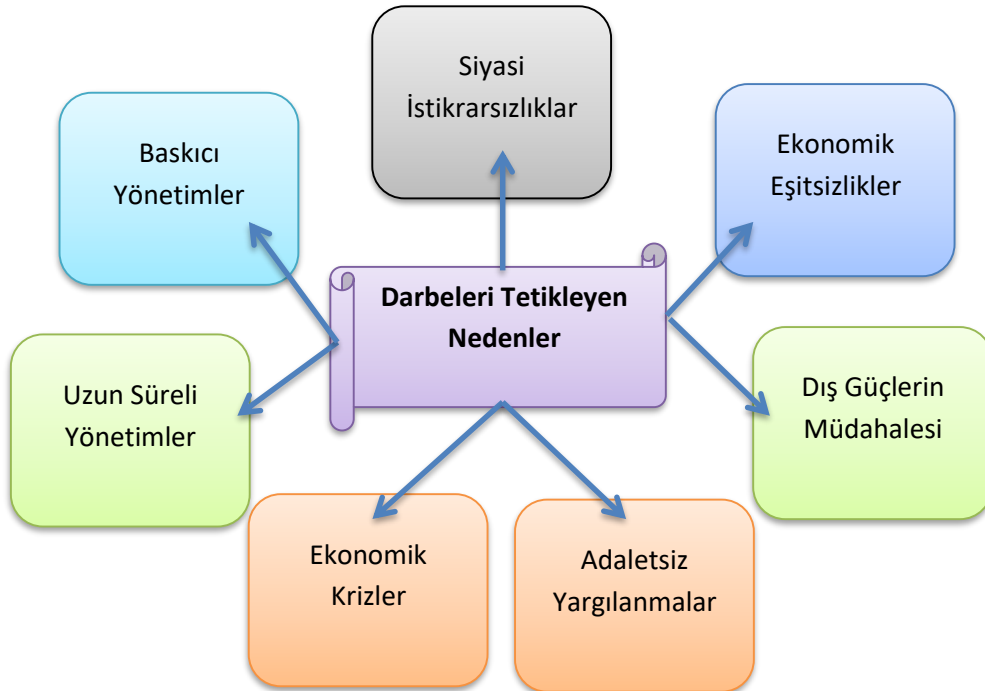 Siyasi
İstikrarsızlıklar
Baskıcı
Yönetimler
Ekonomik
Eşitsizlikler
Darbeleri Tetikleyen
Nedenler
Uzun Süreli
Yönetimler
Dış Güçlerin
Müdahalesi
Ekonomik
Krizler
Adaletsiz
Yargılanmalar